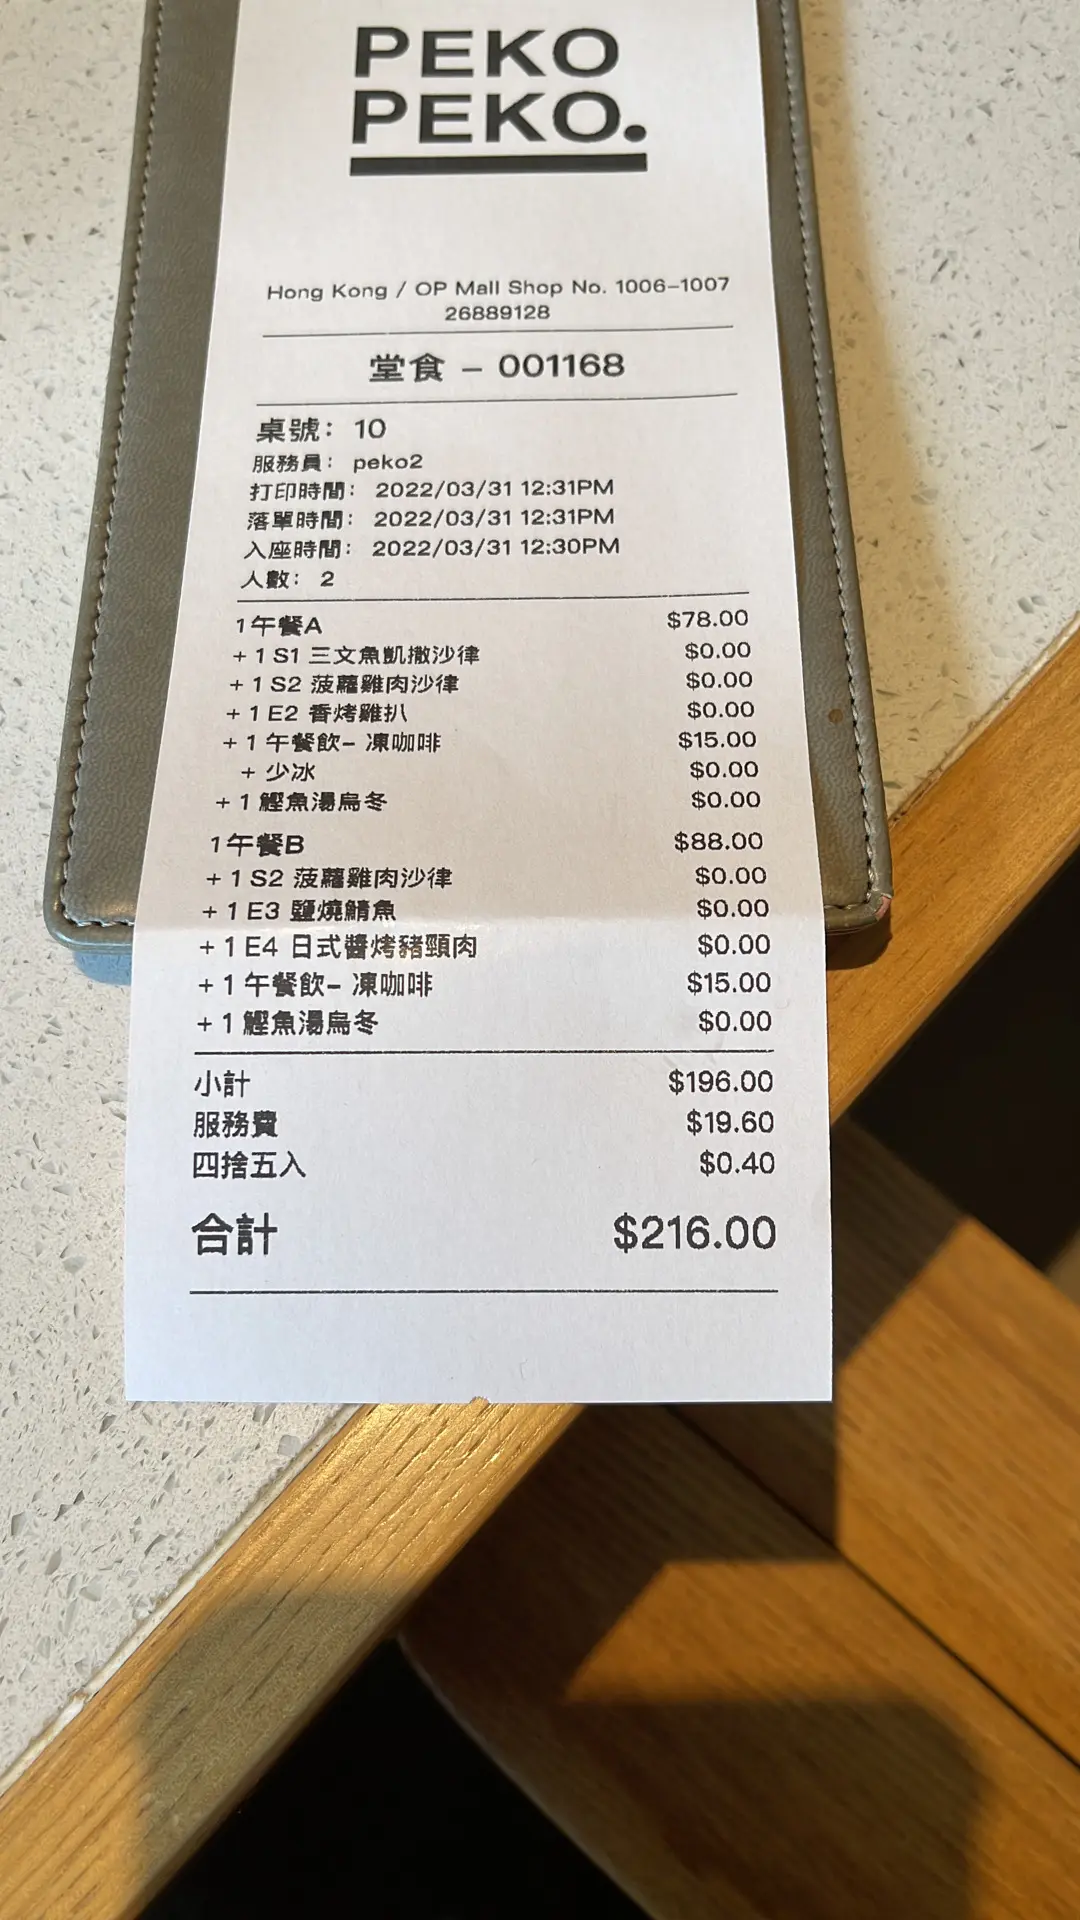 PEKO
PEKO.
Hong Kong / OP Mall Shop No. 1006-1007
26889128
堂食 - 001168
桌號： 10
服務員： peko2
打印時間： 2022/03/31 12:31PM
落單時間： 2022/03/31 12:31PM
入座時間： 2022/03/31 12:30PM
人數： 2
1 午餐A $78.00
+ 1 S1 三文魚凱撒沙律 $0.00
+ 1 S2 菠蘿雞肉沙律 $0.00
+ 1 E2 香烤雞扒 $0.00
+ 1 午餐飲- 凍咖啡 $15.00
+ 少冰 $0.00
+ 1 鰹魚湯烏冬 $0.00
1 午餐B $88.00
+ 1 S2 菠蘿雞肉沙律 $0.00
+ 1 E3 鹽燒鯖魚 $0.00
+ 1 E4 日式醬烤豬頸肉 $0.00
+ 1 午餐飲- 凍咖啡 $15.00
+ 1 鰹魚湯烏冬 $0.00
小計 $196.00
服務費 $19.60
四捨五入 $0.40
合計 $216.00